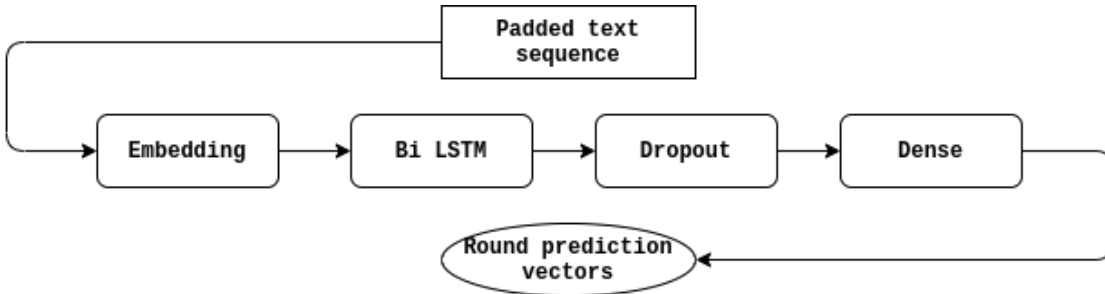 Padded text
sequence
Embedding
Bi LSTM
Dropout
Dense
Round prediction
vectors